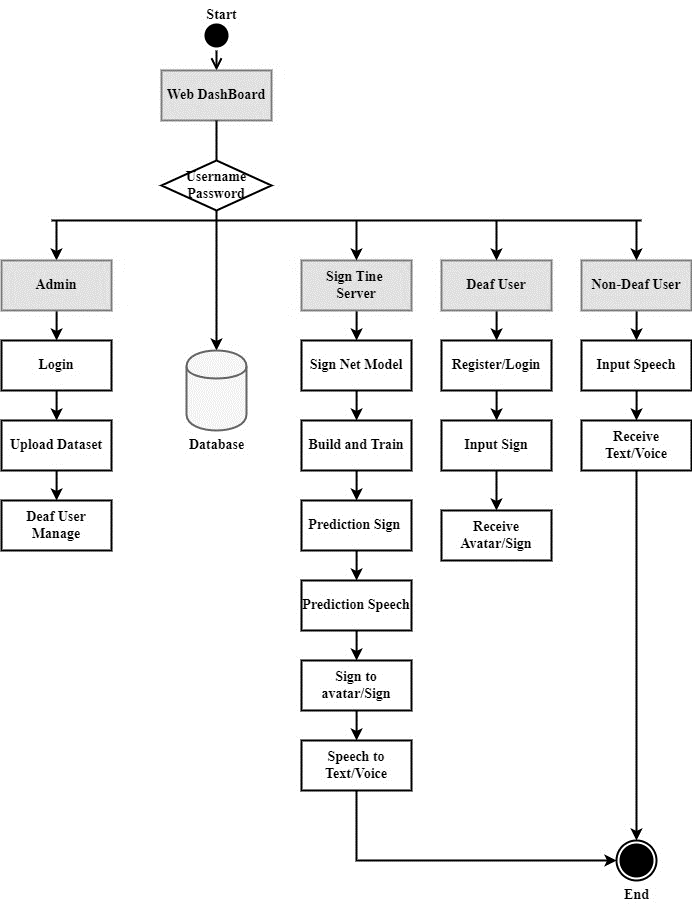 Start
Web DashBoard
Username
Password
Admin
Sign Tine
Server
Deaf User
Non-Deaf User
Login
Sign Net Model
Register/Login
Input Speech
Upload Dataset
Database
Build and Train
Input Sign
Receive
Text/Voice
Deaf User
Manage
Prediction Sign
Receive
Avatar/Sign
Prediction Speech
Sign to
avatar/Sign
Speech to
Text/Voice
End